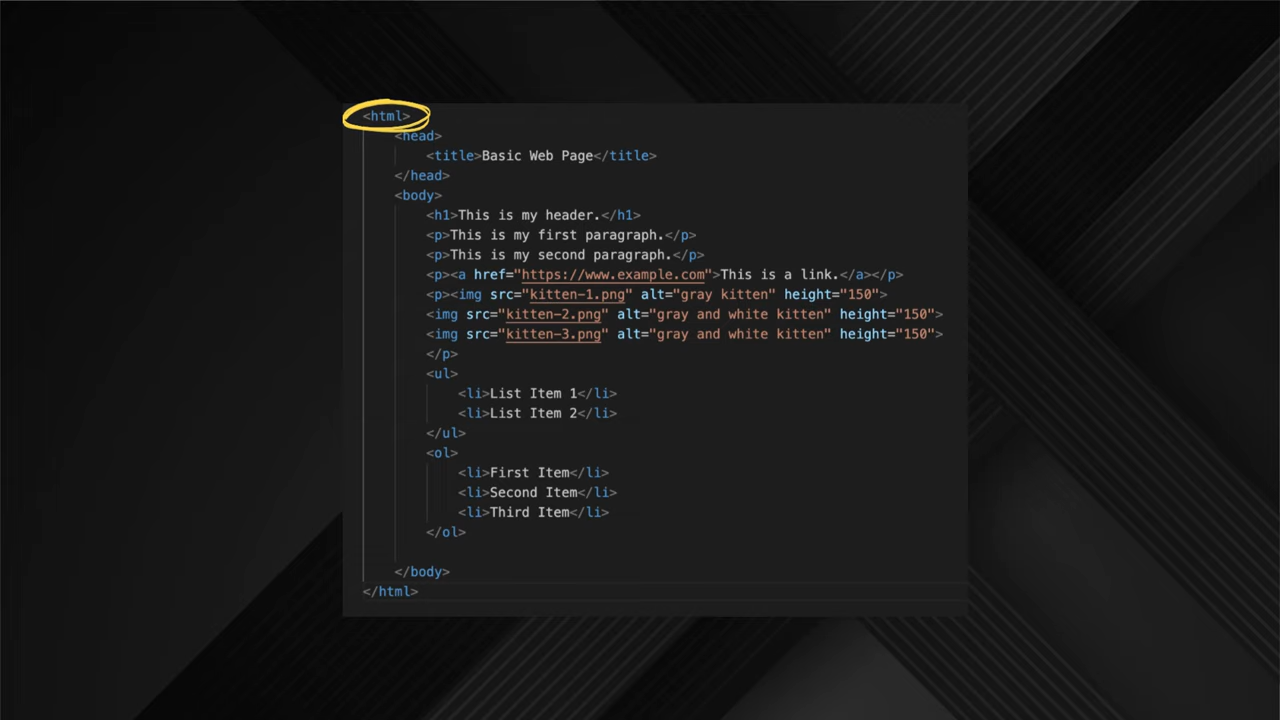 <html>
<head>
<title>Basic Web Page</title>
</head>
<body>
<h1>This is my header.</h1>
<p>This is my first paragraph.</p>
<p>This is my second paragraph.</p>
<p><a href="https://www.example.com">This is a link.</a></p>
<p><img src="kitten-1.png" alt="gray kitten" height="150">
<img src="kitten-2.png" alt="gray and white kitten" height="150">
<img src="kitten-3.png" alt="gray and white kitten" height="150">
</p>
<ul>
<li>List Item 1</li>
<li>List Item 2</li>
</ul>
<ol>
<li>First Item</li>
<li>Second Item</li>
<li>Third Item</li>
</ol>
</body>
</html>